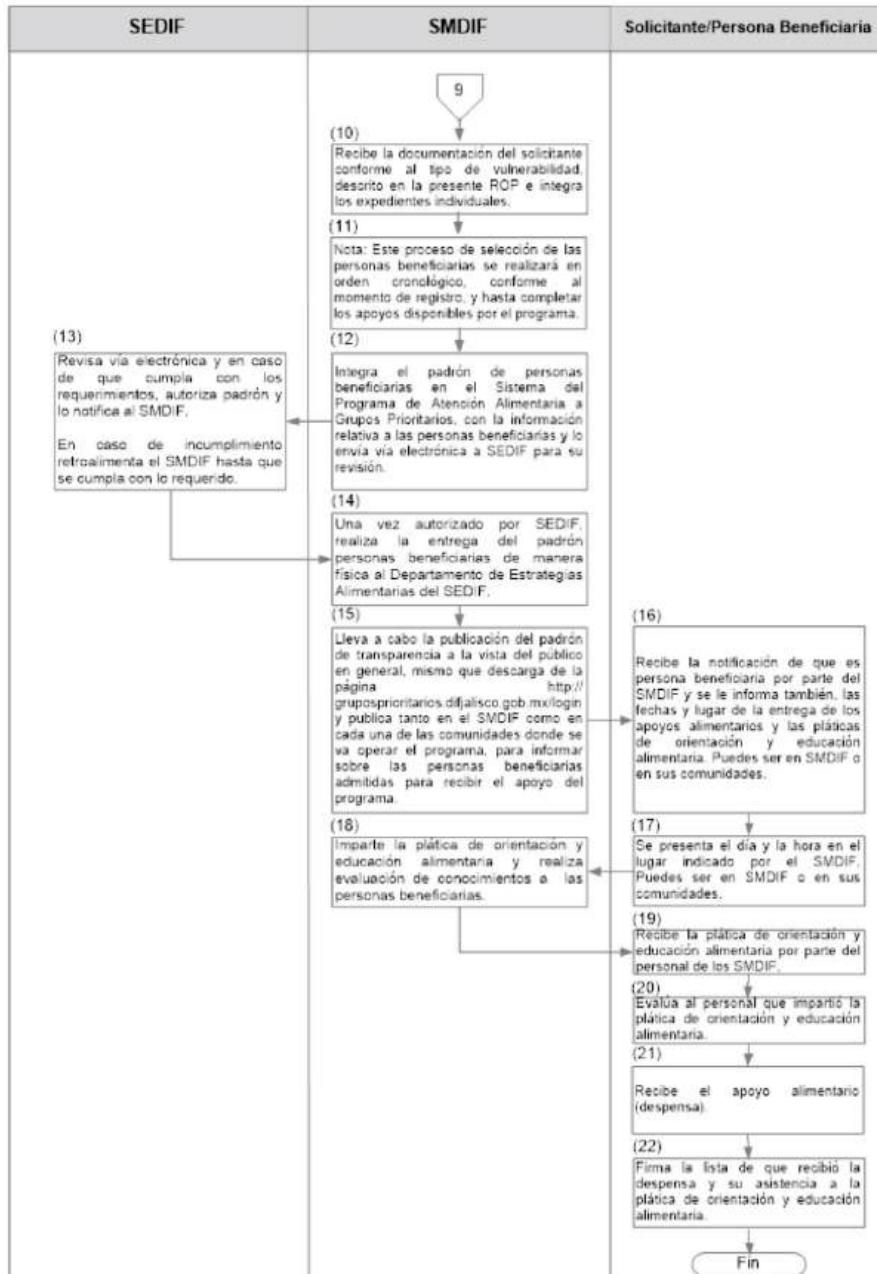 SEDIF
SMDIF
Solicitante/Persona Beneficiaria
9
(10)
Recibe la documentación del solicitante
conforme al tipo de vulnerabilidad,
descrito en la presente ROP e integra
los expedientes individuales.
(11)
Nota: Este proceso de selección de las
personas beneficiarias se realizará en
orden cronológico, conforme al
momento de registro, y hasta completar
los apoyos disponibles por el programa.
(12)
Integra el padrón de personas
beneficiarias en el Sistema del
Programa de Atención Alimentaria a
Grupos Prioritarios, con la información
relativa a las personas beneficiarias y lo
envía vía electrónica a SEDIF para su
revisión.
(13)
Revisa vía electrónica y en caso
de que cumpla con los
requerimientos, autoriza padrón y
lo notifica al SMDIF.
En caso de incumplimiento
retroalimenta el SMDIF hasta que
se cumpla con lo requerido.
(14)
Una vez autorizado por SEDIF,
realiza la entrega del padrón
personas beneficiarias de manera
física al Departamento de Estrategias
Alimentarias del SEDIF.
(15)
Lleva a cabo la publicación del padrón
de transparencia a la vista del público
en general, mismo que descarga de la
página http://
gruposprioritarios.difjalisco.gob.mx/login
y publica tanto en el SMDIF como en
cada una de las comunidades donde se
va operar el programa, para informar
sobre las personas beneficiarias
admitidas para recibir el apoyo del
programa.
(16)
Recibe la notificación de que es
persona beneficiaria por parte del
SMDIF y se le informa también, las
fechas y lugar de la entrega de los
apoyos alimentarios y las pláticas
de orientación y educación
alimentaria. Puedes ser en SMDIF o
en sus comunidades.
(17)
Se presenta el día y la hora en el
lugar indicado por el SMDIF.
Puedes ser en SMDIF o en sus
comunidades.
(18)
Imparte la plática de orientación y
educación alimentaria y realiza
evaluación de conocimientos a las
personas beneficiarias.
(19)
Recibe la plática de orientación y
educación alimentaria por parte del
personal de los SMDIF.
(20)
Evalúa al personal que impartió la
plática de orientación y educación
alimentaria.
(21)
Recibe el apoyo alimentario
(despensa).
(22)
Firma la lista de que recibió la
despensa y su asistencia a la
plática de orientación y educación
alimentaria.
Fin